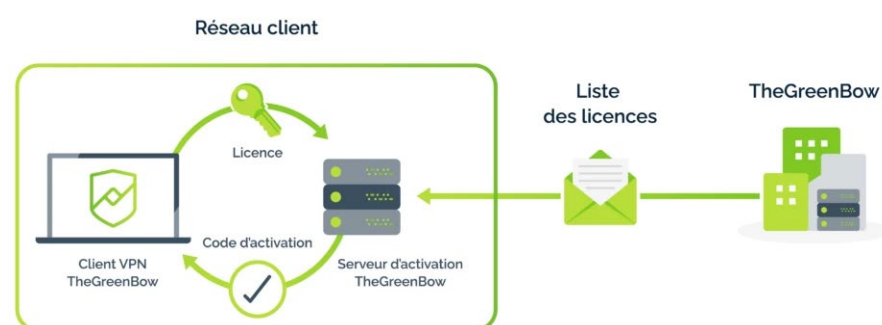 Réseau client
Liste
des licences
TheGreenBow
Licence
Code d'activation
Client VPN
TheGreenBow
Serveur d'activation
TheGreenBow